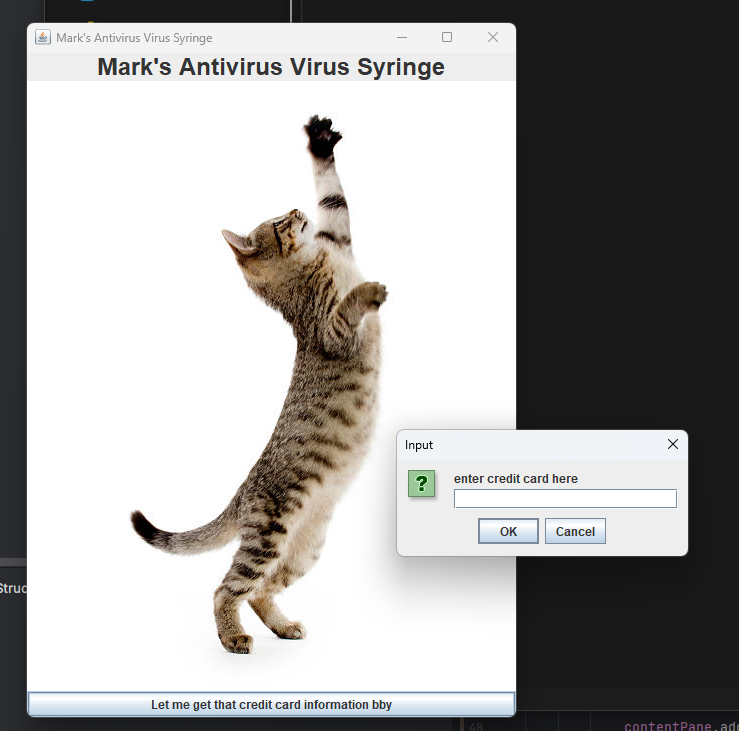 Mark's Antivirus Virus Syringe
Mark's Antivirus Virus Syringe
Input
?
enter credit card here
OK Cancel
Struc
Let me get that credit card information bby
48 contentPane.add